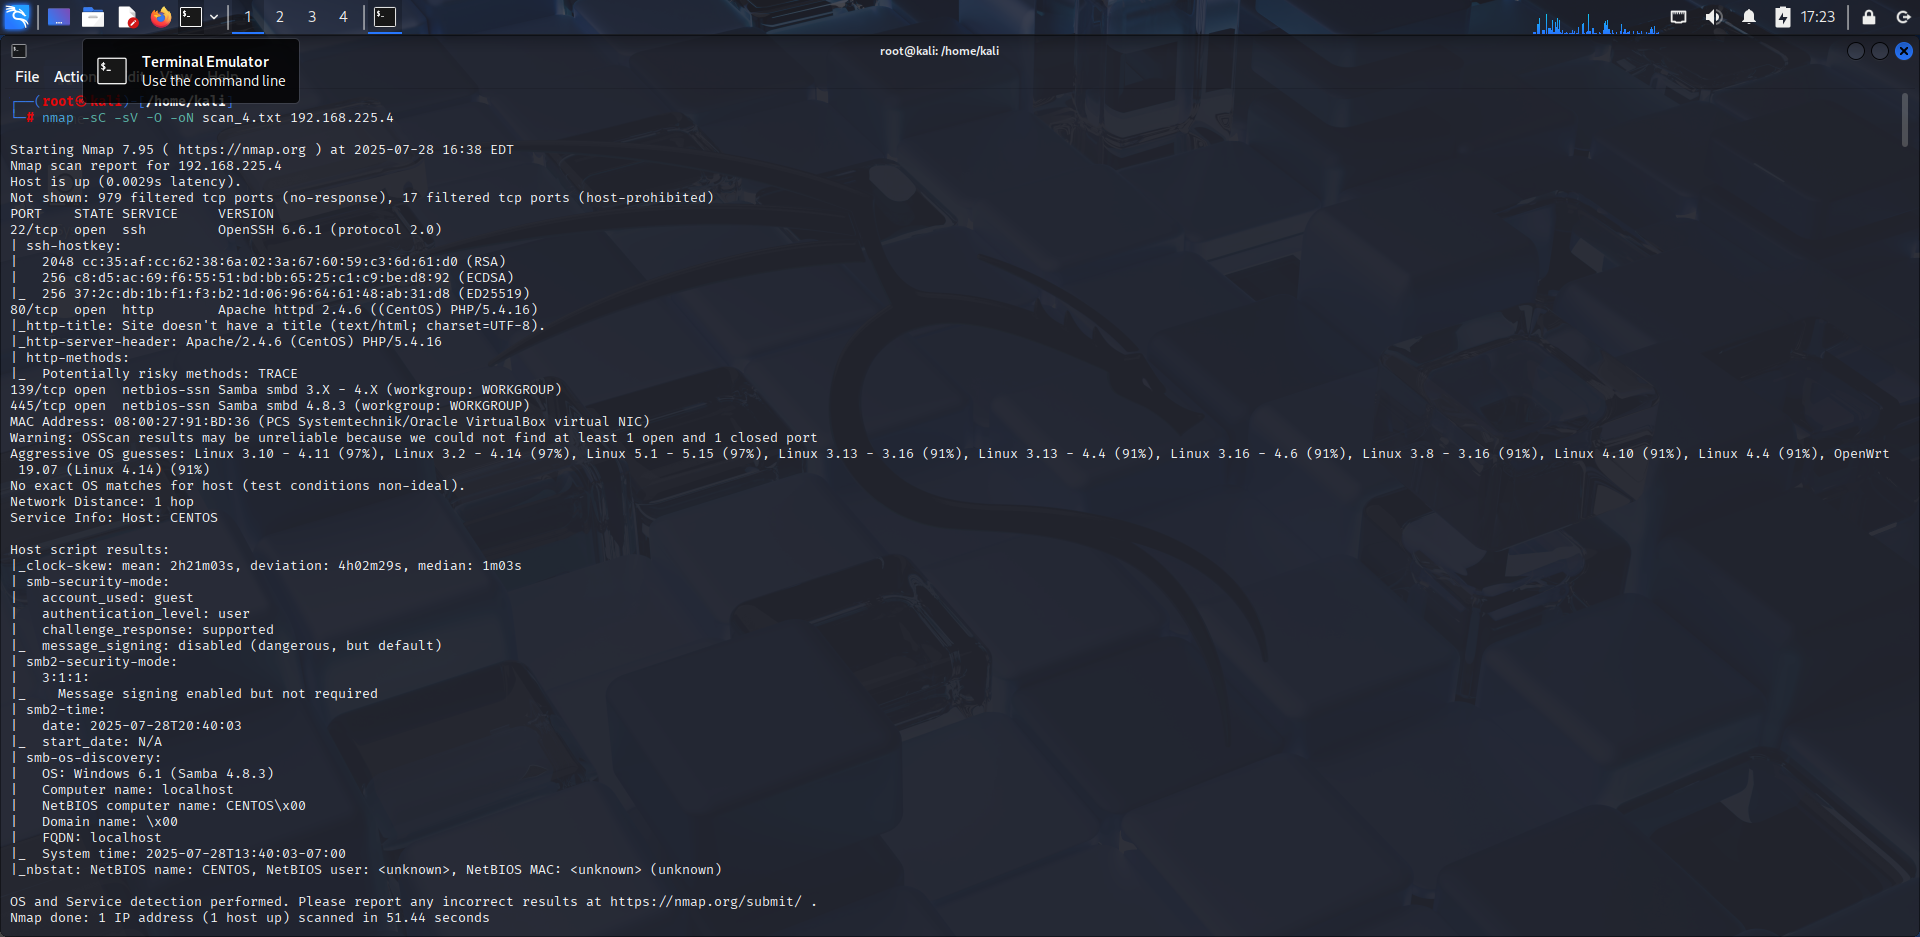 1 2 3 4
17:23
root@kali: /home/kali
Terminal Emulator
Use the command line
File
(root@kali)-[/home/kali]
# nmap -sC -sV -O -oN scan_4.txt 192.168.225.4
Starting Nmap 7.95 ( https://nmap.org ) at 2025-07-28 16:38 EDT
Nmap scan report for 192.168.225.4
Host is up (0.0029s latency).
Not shown: 979 filtered tcp ports (no-response), 17 filtered tcp ports (host-prohibited)
PORT    STATE SERVICE     VERSION
22/tcp  open  ssh         OpenSSH 6.6.1 (protocol 2.0)
| ssh-hostkey:
|   2048 cc:35:af:cc:62:38:6a:02:3a:67:60:59:c3:6d:61:d0 (RSA)
|   256 c8:d5:ac:69:f6:55:51:bd:bb:65:25:c1:c9:be:d8:92 (ECDSA)
|_  256 37:2c:db:1b:f1:f3:b2:1d:06:96:64:61:48:ab:31:d8 (ED25519)
80/tcp  open  http        Apache httpd 2.4.6 ((CentOS) PHP/5.4.16)
|_http-title: Site doesn't have a title (text/html; charset=UTF-8).
|_http-server-header: Apache/2.4.6 (CentOS) PHP/5.4.16
| http-methods:
|_  Potentially risky methods: TRACE
139/tcp open  netbios-ssn Samba smbd 3.X - 4.X (workgroup: WORKGROUP)
445/tcp open  netbios-ssn Samba smbd 4.8.3 (workgroup: WORKGROUP)
MAC Address: 08:00:27:91:BD:36 (PCS Systemtechnik/Oracle VirtualBox virtual NIC)
Warning: OSScan results may be unreliable because we could not find at least 1 open and 1 closed port
Aggressive OS guesses: Linux 3.10 - 4.11 (97%), Linux 3.2 - 4.14 (97%), Linux 5.1 - 5.15 (97%), Linux 3.13 - 3.16 (91%), Linux 3.13 - 4.4 (91%), Linux 3.16 - 4.6 (91%), Linux 3.8 - 3.16 (91%), Linux 4.10 (91%), Linux 4.4 (91%), OpenWrt
19.07 (Linux 4.14) (91%)
No exact OS matches for host (test conditions non-ideal).
Network Distance: 1 hop
Service Info: Host: CENTOS
Host script results:
|_clock-skew: mean: 2h21m03s, deviation: 4h02m29s, median: 1m03s
| smb-security-mode:
|   account_used: guest
|   authentication_level: user
|   challenge_response: supported
|_  message_signing: disabled (dangerous, but default)
| smb2-security-mode:
|   3:1:1:
|_    Message signing enabled but not required
| smb2-time:
|   date: 2025-07-28T20:40:03
|_  start_date: N/A
| smb-os-discovery:
|   OS: Windows 6.1 (Samba 4.8.3)
|   Computer name: localhost
|   NetBIOS computer name: CENTOS\x00
|   Domain name: \x00
|   FQDN: localhost
|_  System time: 2025-07-28T13:40:03-07:00
|_nbstat: NetBIOS name: CENTOS, NetBIOS user: <unknown>, NetBIOS MAC: <unknown> (unknown)
OS and Service detection performed. Please report any incorrect results at https://nmap.org/submit/ .
Nmap done: 1 IP address (1 host up) scanned in 51.44 seconds